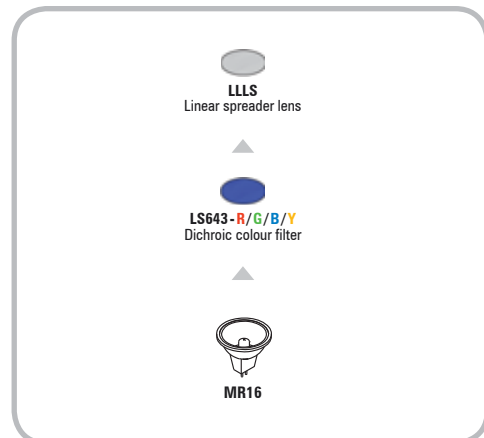 LLLS
Linear spreader lens
LS643-R/G/B/Y
Dichroic colour filter
MR16